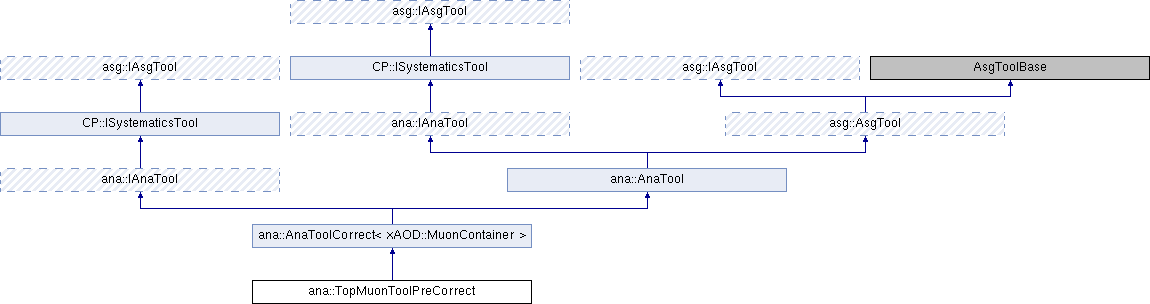 asg::IAsgTool
asg::IAsgTool
CP::ISystematicsTool
asg::IAsgTool
AsgToolBase
CP::ISystematicsTool
ana::IAnaTool
asg::AsgTool
ana::IAnaTool
ana::AnaTool
ana::AnaToolCorrect< xAOD::MuonContainer >
ana::TopMuonToolPreCorrect